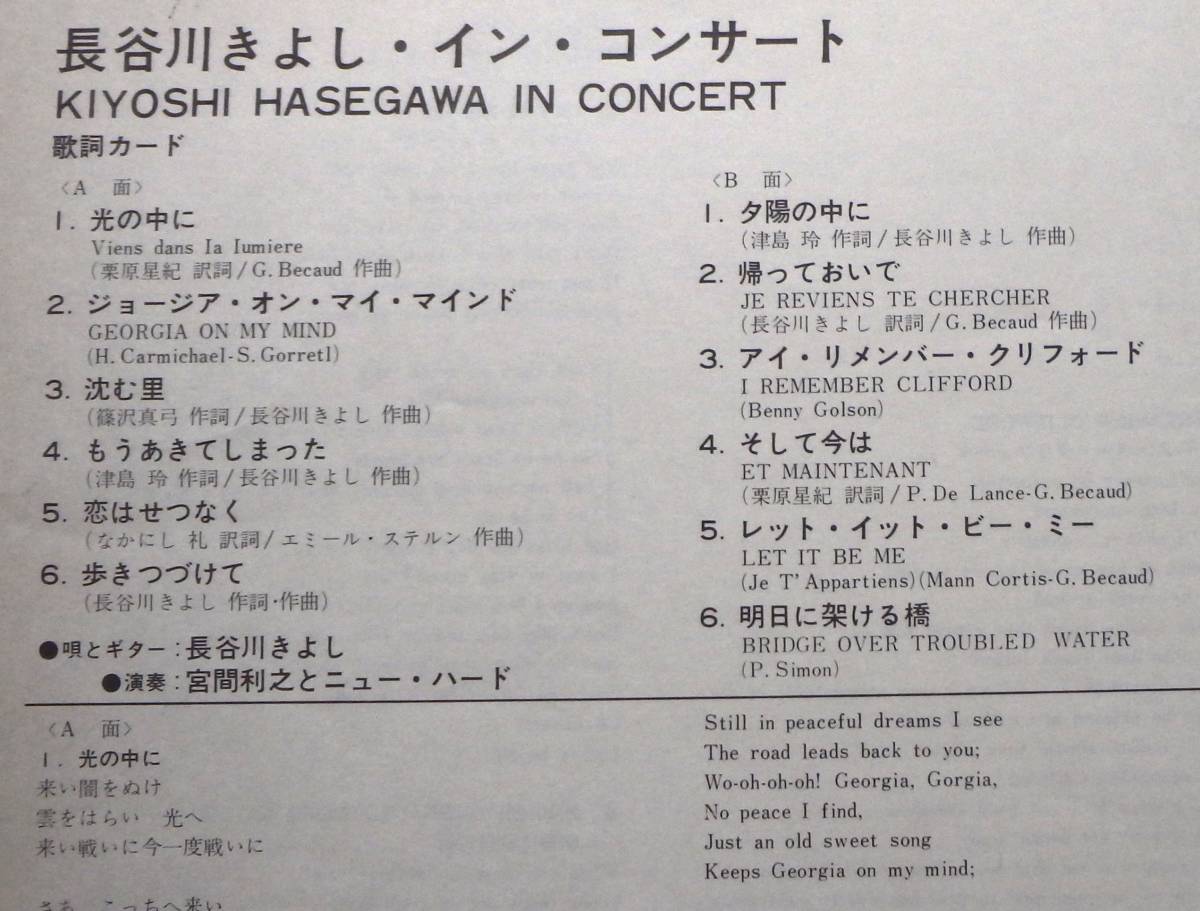 長谷川きよし・イン・コンサート
KIYOSHI HASEGAWA IN CONCERT
歌詞カード
〈A 面〉
1. 光の中に
Viens dans Ia Iumiere
(栗原星紀 訳詞/G. Becaud 作曲)
2. ジョージア・オン・マイ・マインド
GEORGIA ON MY MIND
(H. Carmichael-S. Gorretl)
3. 沈む里
(篠沢真弓 作詞/長谷川きよし 作曲)
4. もうあきてしまった
(津島 玲 作詞/長谷川きよし 作曲)
5. 恋はせつなく
(なかにし 礼 訳詞/エミール・ステルン 作曲)
6. 歩きつづけて
(長谷川きよし 作詞・作曲)
●唄とギター:長谷川きよし
●演奏:宮間利之とニュー・ハード
〈B 面〉
1. 夕陽の中に
(津島 玲 作詞/長谷川きよし 作曲)
2. 帰っておいで
JE REVIENS TE CHERCHER
(長谷川きよし 訳詞/G. Becaud 作曲)
3. アイ・リメンバー・クリフォード
I REMEMBER CLIFFORD
(Benny Golson)
4. そして今は
ET MAINTENANT
(栗原星紀 訳詞/P. De Lance-G. Becaud)
5. レット・イット・ビー・ミー
LET IT BE ME
(Je T' Appartiens)(Mann Cortis-G. Becaud)
6. 明日に架ける橋
BRIDGE OVER TROUBLED WATER
(P. Simon)
〈A 面〉
1. 光の中に
来い闇をぬけ
雲をはらい 光へ
来い戦いに今一度戦いに
さあ こっちへ来い
Still in peaceful dreams I see
The road leads back to you;
Wo-oh-oh-oh! Georgia, Gorgia,
No peace I find,
Just an old sweet song
Keeps Georgia on my mind;